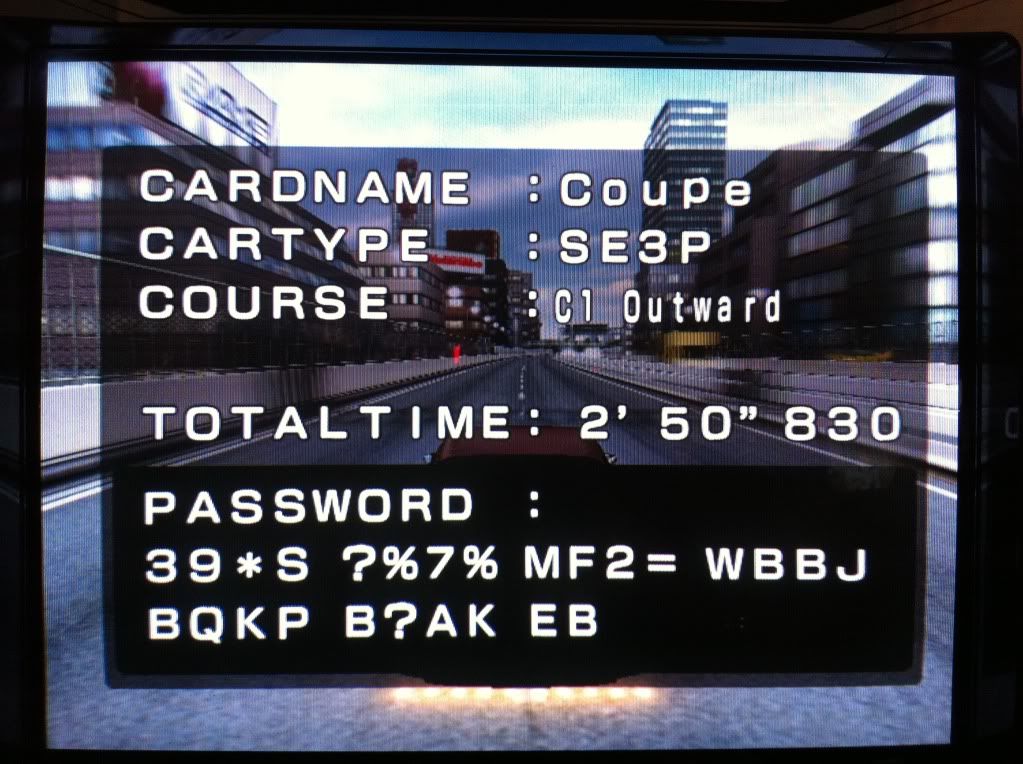 CARDNAME : Coupe
CARTYPE : SE3P
COURSE : C1 Outward
TOTALTIME: 2' 50" 830
PASSWORD :
39*S ?%7% MF2= WBBJ
BQKP B?AK EB